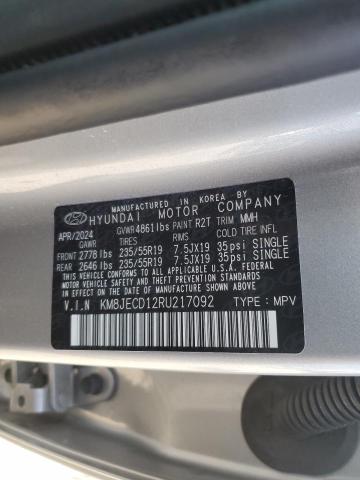 MANUFACTURED IN KOREA BY
HYUNDAI MOTOR COMPANY
APR/2024 GVWR 4861 lbs PAINT R2T TRIM MMH
GAWR TIRES RIMS COLD TIRE INFL
FRONT 2778 lbs 235/55R19 7.5JX19 35psi SINGLE
REAR 2646 lbs 235/55R19 7.5JX19 35psi SINGLE
THIS VEHICLE CONFORMS TO ALL APPLICABLE
U.S. FEDERAL MOTOR VEHICLE SAFETY, BUMPER,
AND THEFT PREVENTION STANDARDS IN EFFECT
ON THE DATE OF MANUFACTURE SHOWN ABOVE.
V.I.N KM8JECD12RU217092 TYPE : MPV